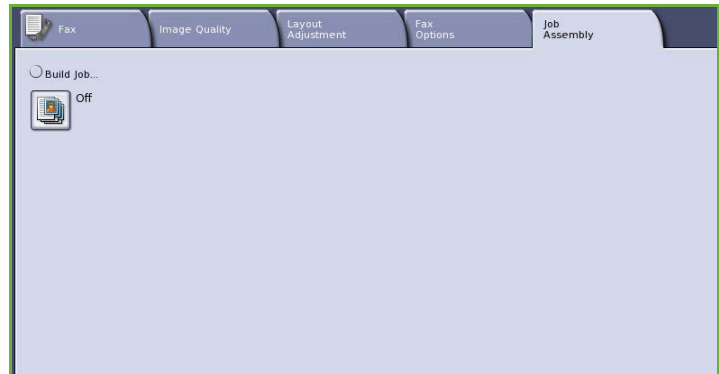 Fax
Image Quality
Layout
Adjustment
Fax
Options
Job
Assembly
Build Job...
Off